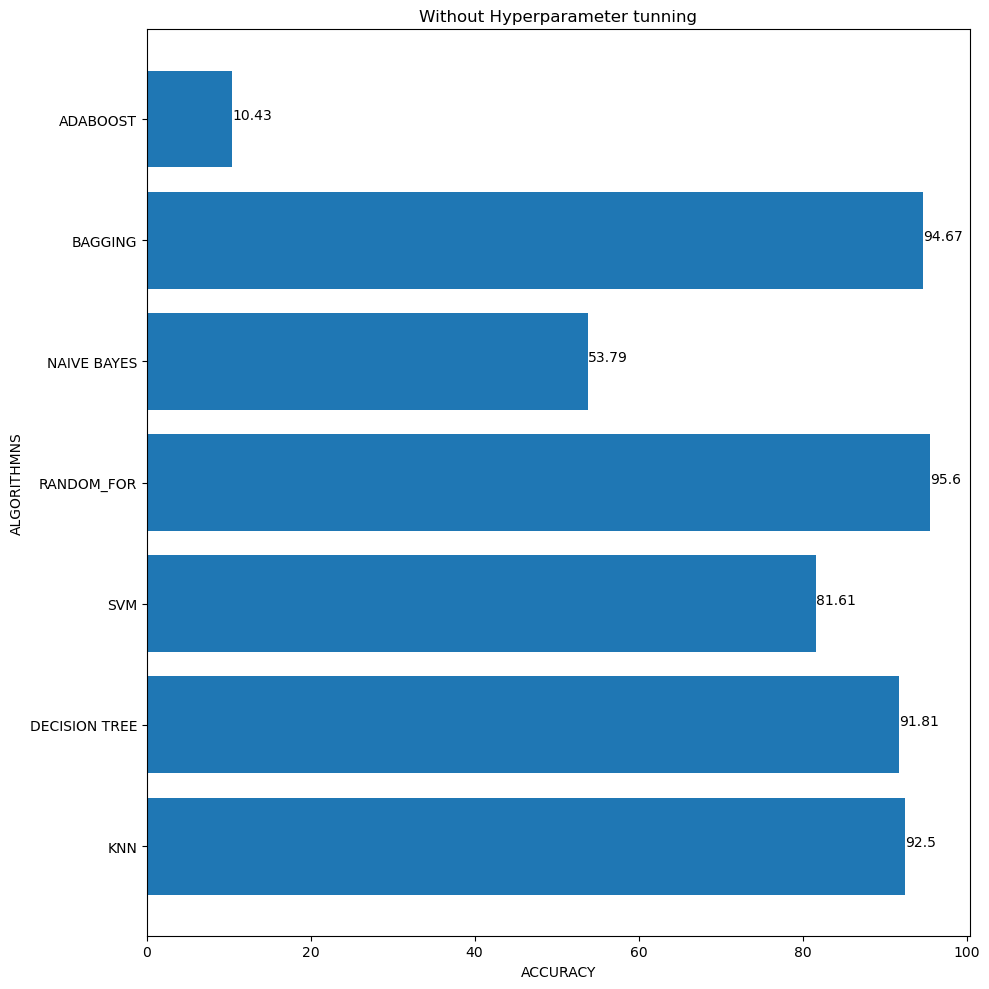 Without Hyperparameter tunning
ADABOOST
10.43
BAGGING
94.67
NAIVE BAYES
53.79
RANDOM_FOR
95.6
SVM
81.61
DECISION TREE
91.81
KNN
92.5
ALGORITHMNS
0 20 40 60 80 100
ACCURACY